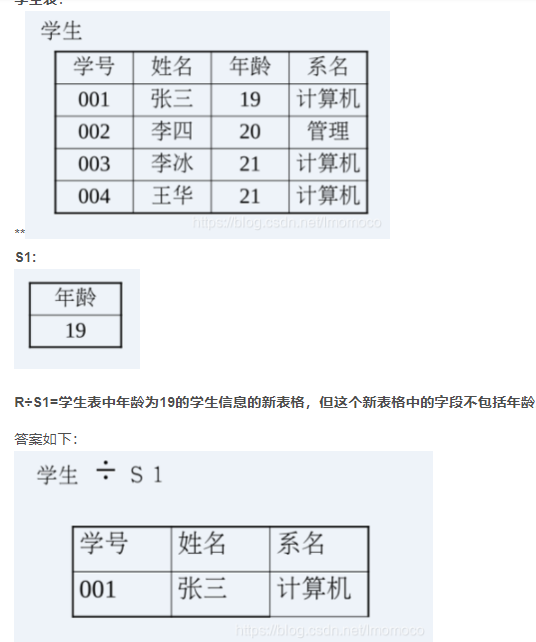 学生表：
学生
学号 姓名 年龄 系名
001 张三 19 计算机
002 李四 20 管理
003 李冰 21 计算机
004 王华 21 计算机
https://blog.csdn.net/lmomoco
**
S1:
年龄
19
R÷S1=学生表中年龄为19的学生信息的新表格，但这个新表格中的字段不包括年龄
答案如下：
学生 ÷ S 1
学号 姓名 系名
001 张三 计算机
https://blog.csdn.net/lmomoco